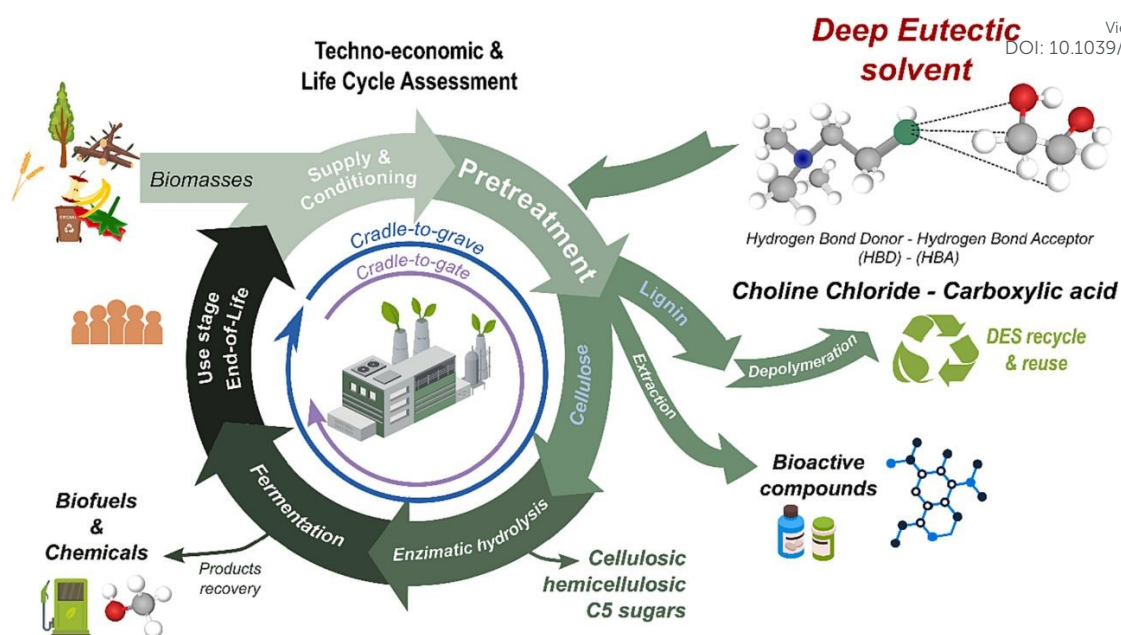 Techno-economic &
Life Cycle Assessment
Deep Eutectic
solvent
Vie
DOI: 10.1039/
Biomasses
Supply &
Conditioning
Pretreatment
Hydrogen Bond Donor - Hydrogen Bond Acceptor
(HBD) - (HBA)
Choline Chloride - Carboxylic acid
Cradle-to-grave
Cradle-to-gate
Lignin
Depolymeration
DES recycle
& reuse
Extraction
Cellulose
Use stage
End-of-Life
Bioactive
compounds
Fermentation
Enzimatic hydrolysis
Biofuels
&
Chemicals
Products
recovery
Cellulosic
hemicellulosic
C5 sugars